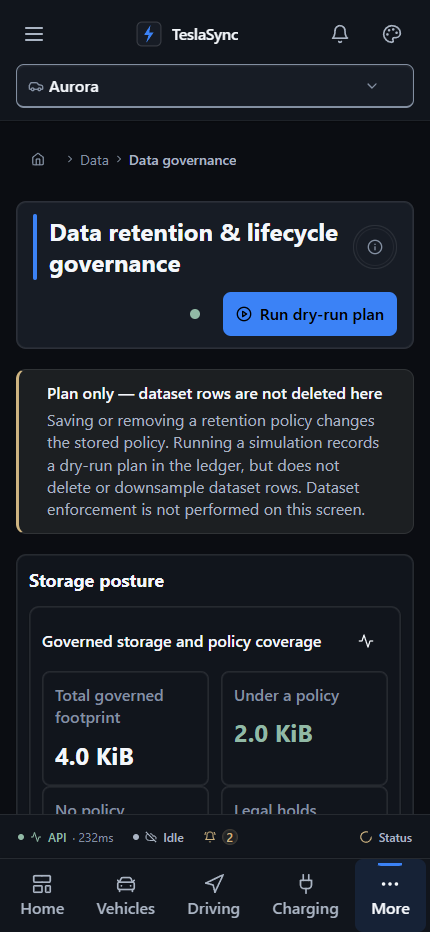 TeslaSync
Aurora
Data
Data governance
Data retention & lifecycle
governance
Run dry-run plan
Plan only — dataset rows are not deleted here
Saving or removing a retention policy changes
the stored policy. Running a simulation records
a dry-run plan in the ledger, but does not
delete or downsample dataset rows. Dataset
enforcement is not performed on this screen.
Storage posture
Governed storage and policy coverage
Total governed
footprint
4.0 KiB
Under a policy
2.0 KiB
No policy
Legal holds
API · 232ms
Idle
2
Status
Home
Vehicles
Driving
Charging
More